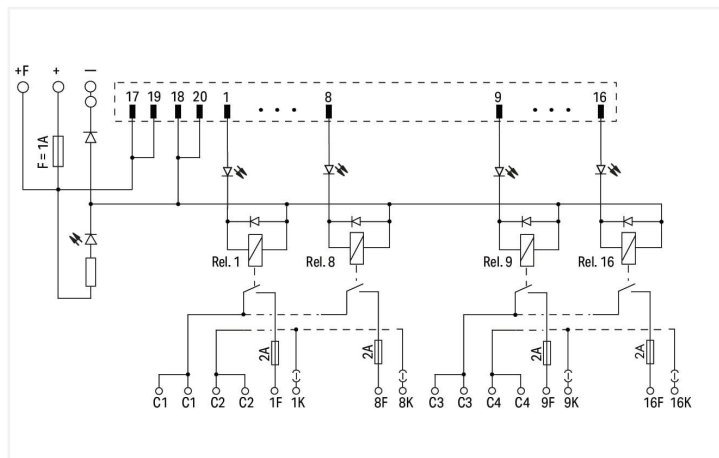 +F + –
17 19 18 20 1 • • • 8 9 • • • 16
F = 1A
Rel. 1 Rel. 8 Rel. 9 Rel. 16
2A 2A 2A 2A
C1 C1 C2 C2 1F 1K 8F 8K C3 C3 C4 C4 9F 9K 16F 16K